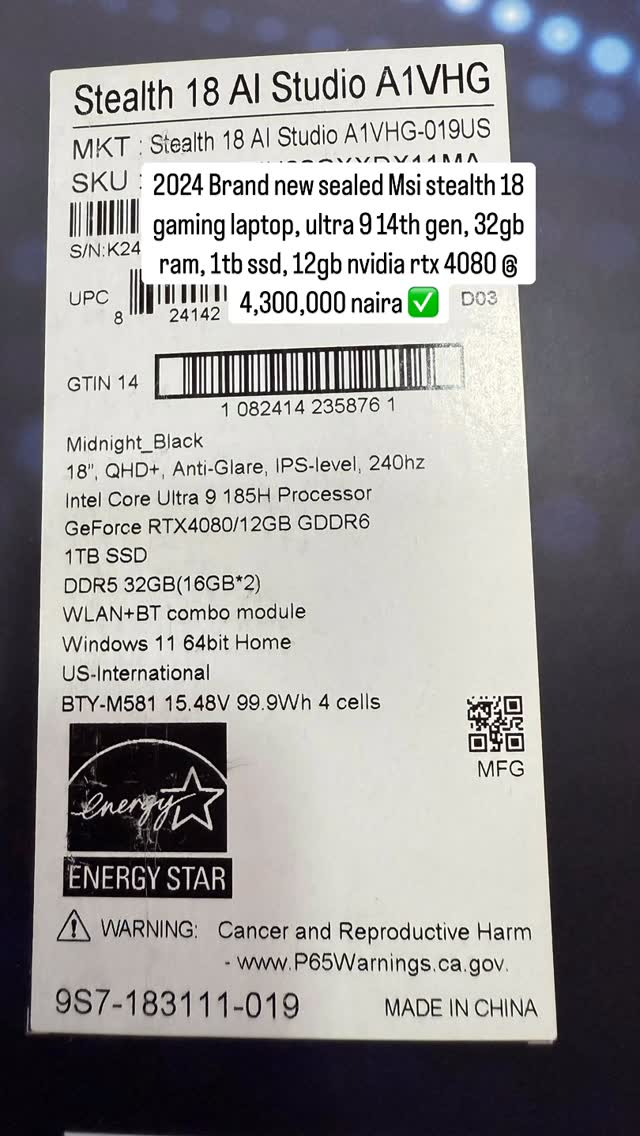 Stealth 18 AI Studio A1VHG
MKT : Stealth 18 AI Studio A1VHG-019US
SKU :
2024 Brand new sealed Msi stealth 18
gaming laptop, ultra 9 14th gen, 32gb
ram, 1tb ssd, 12gb nvidia rtx 4080 @
4,300,000 naira ✅
S/N:K24
UPC
8 24142
D03
GTIN 14
1 082414 235876 1
Midnight_Black
18", QHD+, Anti-Glare, IPS-level, 240hz
Intel Core Ultra 9 185H Processor
GeForce RTX4080/12GB GDDR6
1TB SSD
DDR5 32GB(16GB*2)
WLAN+BT combo module
Windows 11 64bit Home
US-International
BTY-M581 15.48V 99.9Wh 4 cells
MFG
energy
ENERGY STAR
⚠ WARNING: Cancer and Reproductive Harm
- www.P65Warnings.ca.gov.
9S7-183111-019
MADE IN CHINA